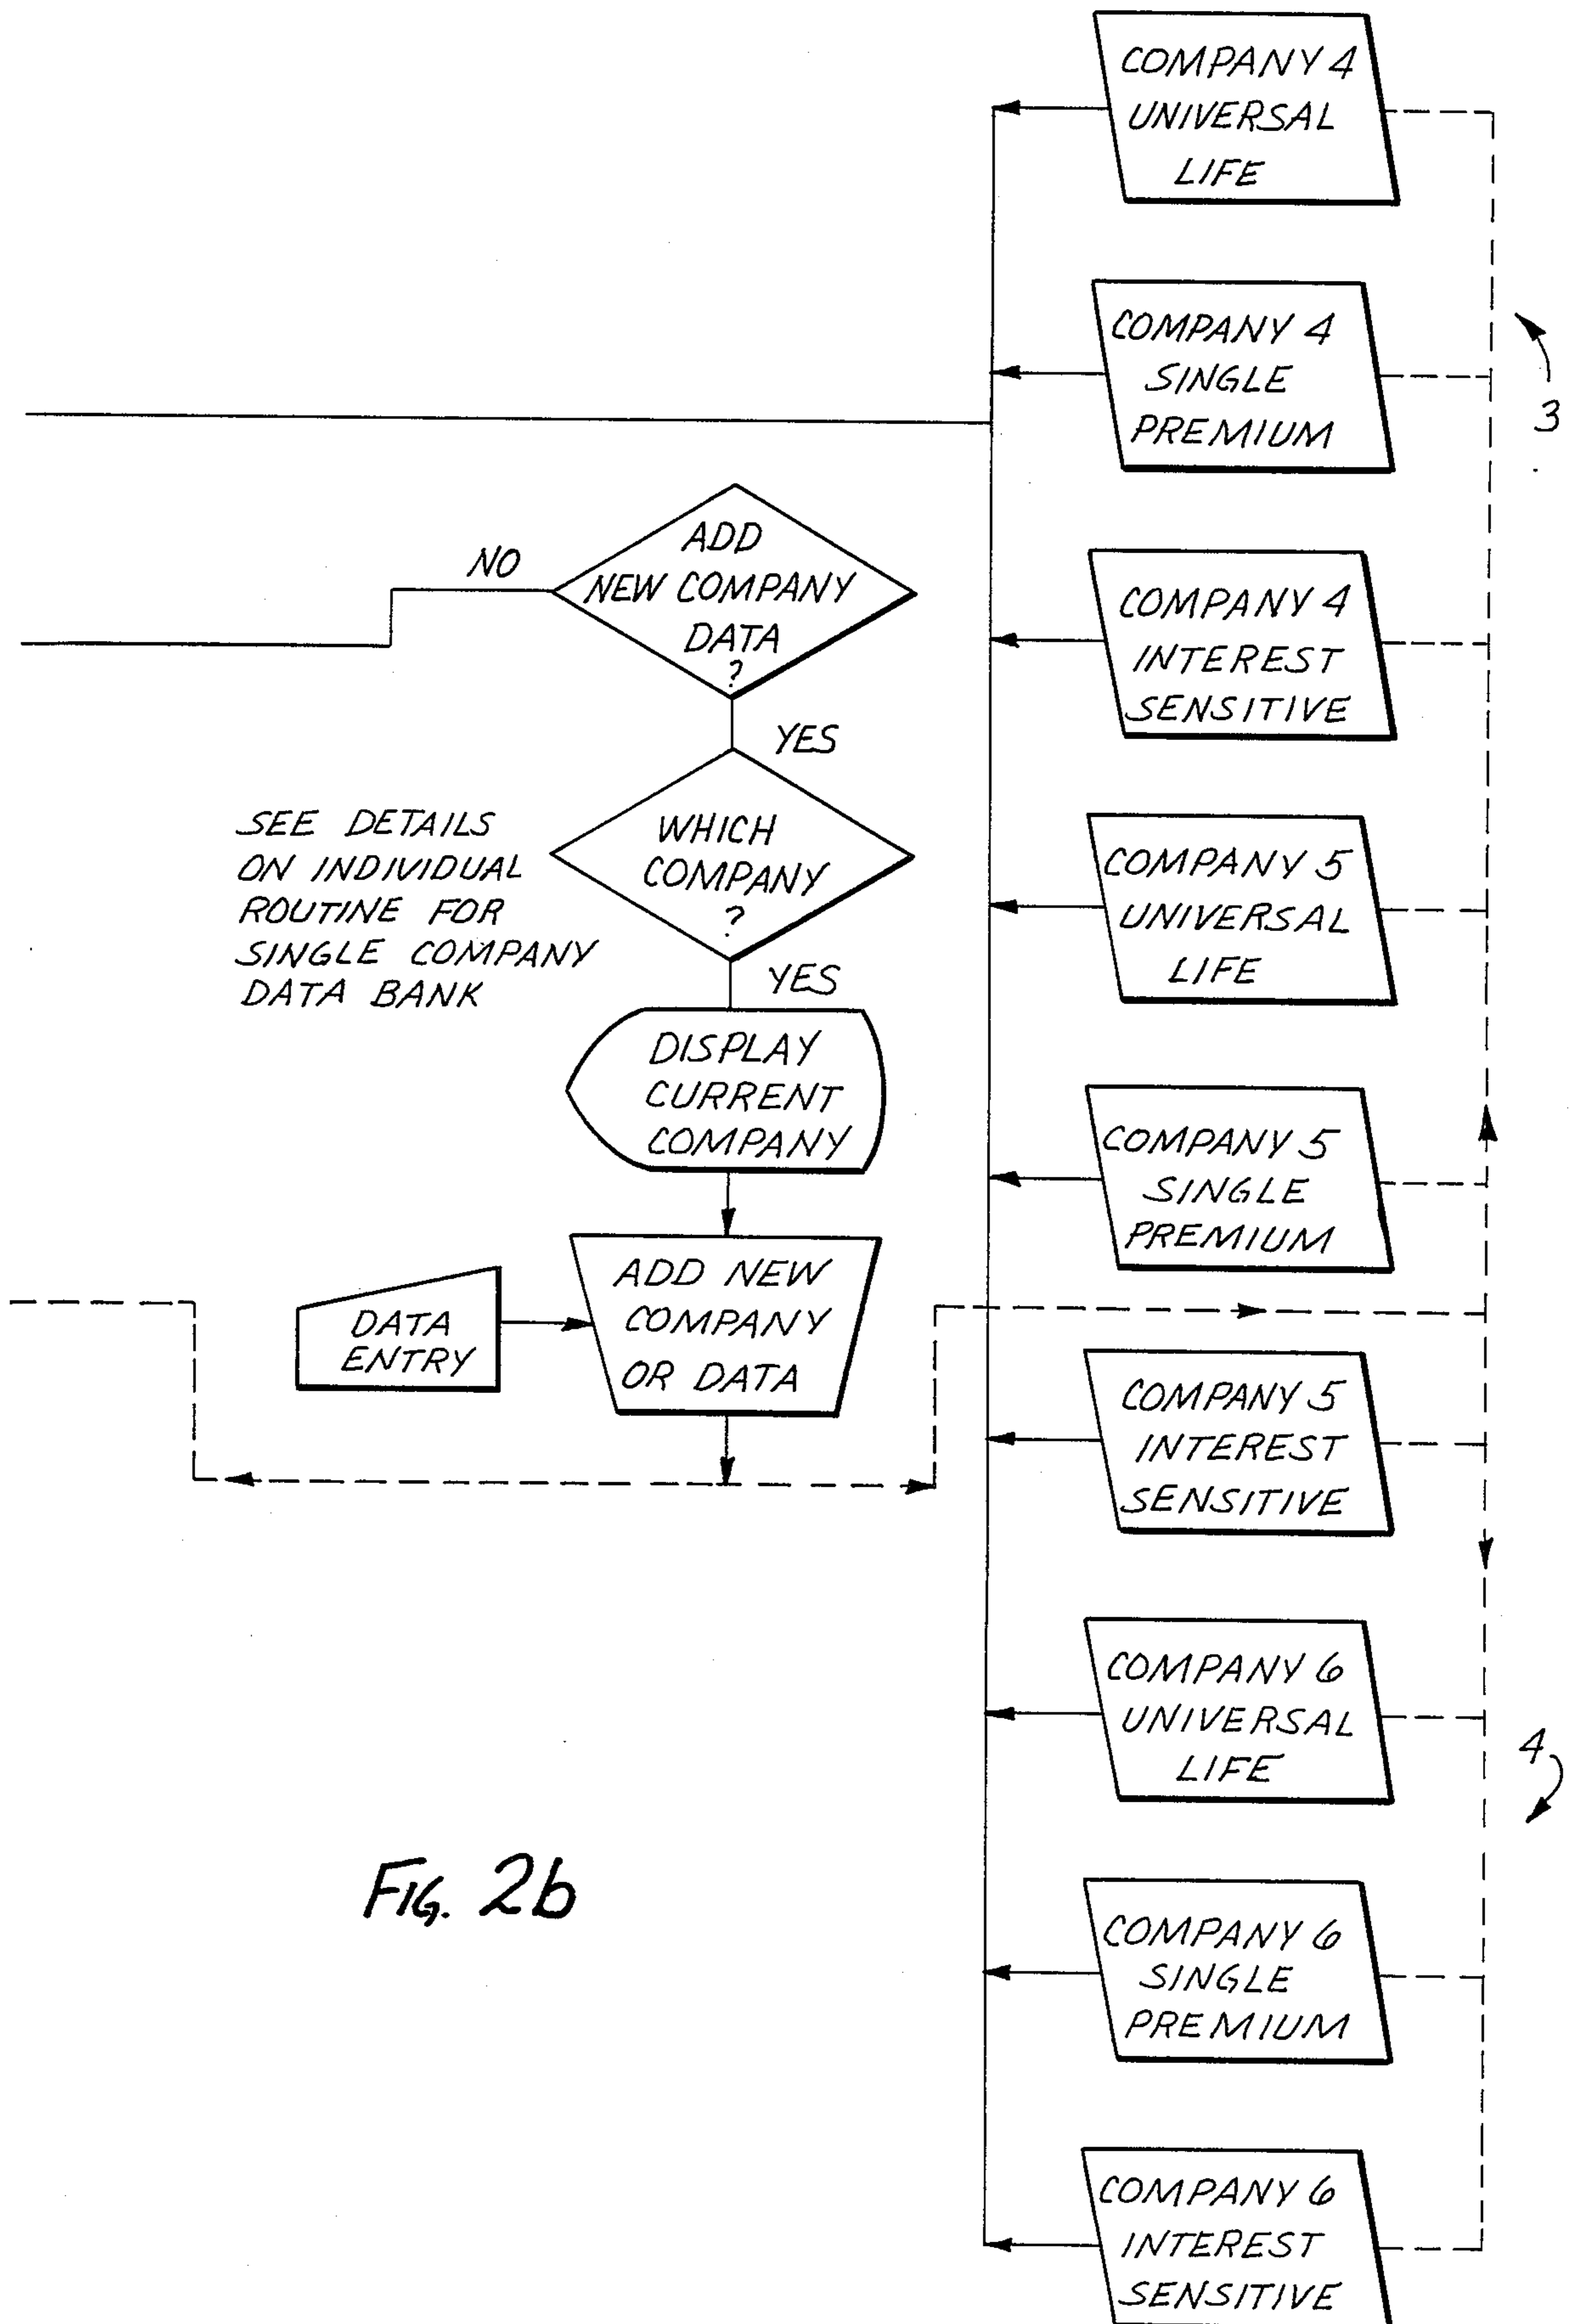 COMPANY 4
UNIVERSAL
LIFE
COMPANY 4
SINGLE
PREMIUM
3
ADD
NEW COMPANY
DATA
?
NO
YES
COMPANY 4
INTEREST
SENSITIVE
SEE DETAILS
ON INDIVIDUAL
ROUTINE FOR
SINGLE COMPANY
DATA BANK
WHICH
COMPANY
?
YES
COMPANY 5
UNIVERSAL
LIFE
DISPLAY
CURRENT
COMPANY
COMPANY 5
SINGLE
PREMIUM
DATA
ENTRY
ADD NEW
COMPANY
OR DATA
COMPANY 5
INTEREST
SENSITIVE
COMPANY 6
UNIVERSAL
LIFE
4
FIG. 2b
COMPANY 6
SINGLE
PREMIUM
COMPANY 6
INTEREST
SENSITIVE